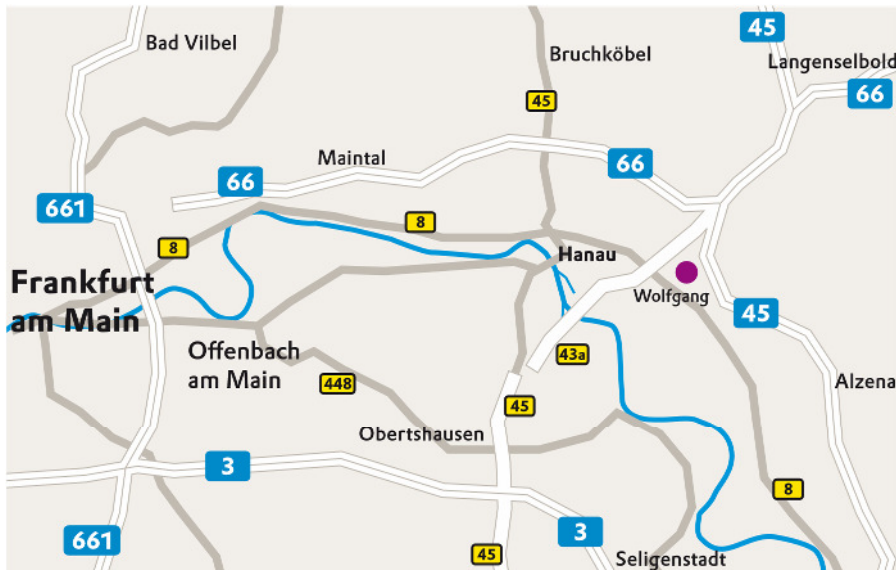 45
Bad Vilbel
Bruchköbel
Langenselbold
66
45
Maintal
66
66
661
8
8
Hanau
Frankfurt
am Main
Wolfgang
45
Offenbach
am Main
43a
448
Alzena
45
Obertshausen
3
8
661
45
3
Seligenstadt